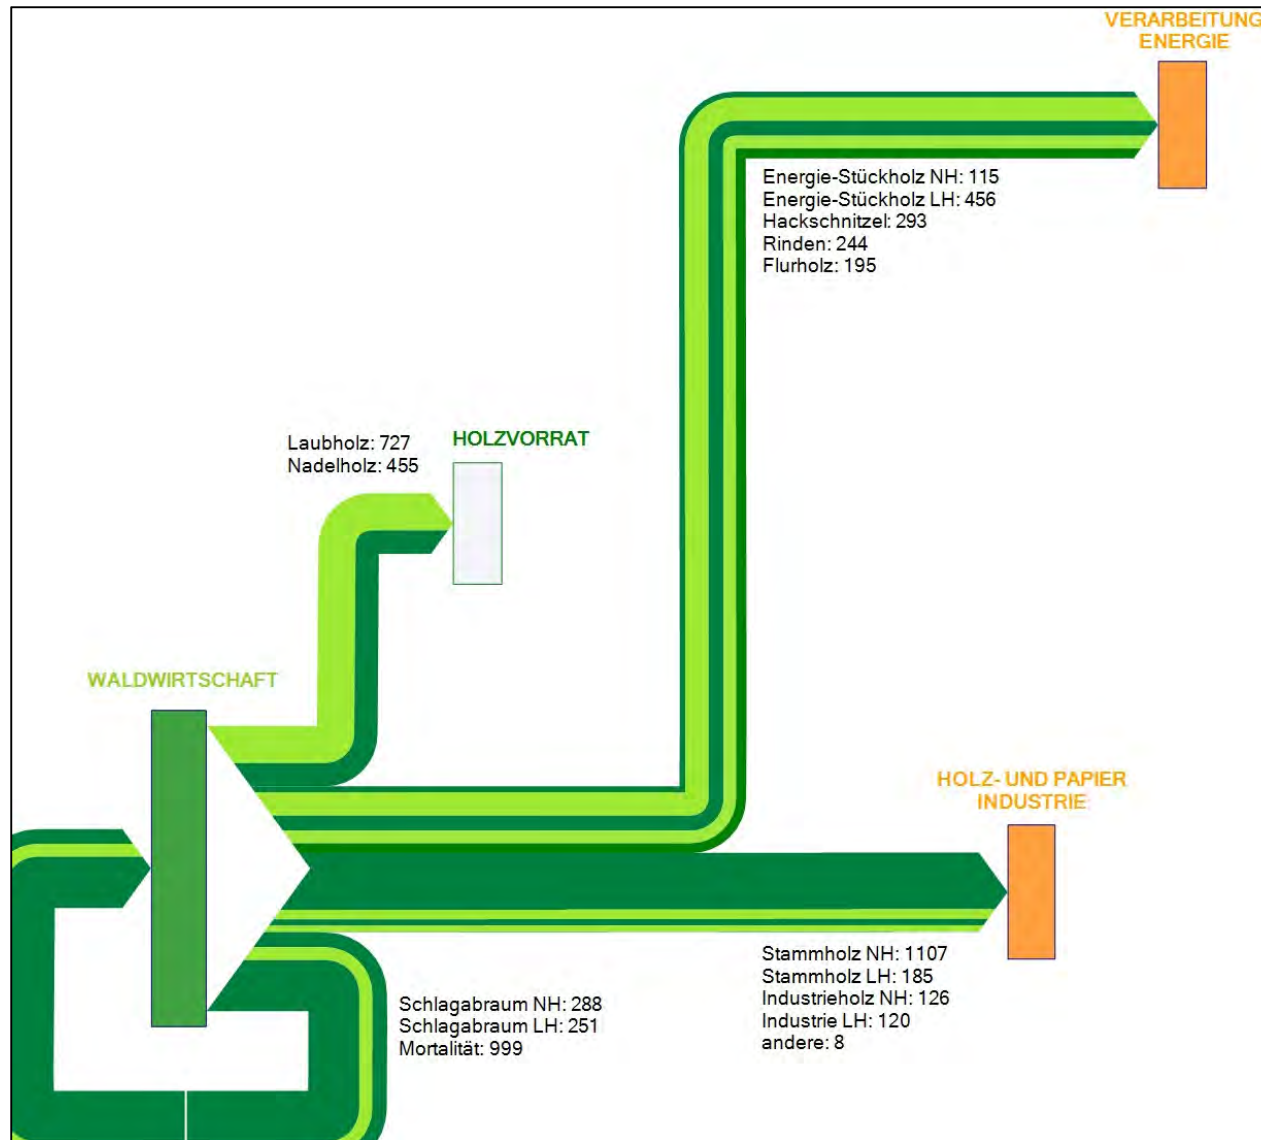 VERARBEITUNG
ENERGIE
Energie-Stückholz NH: 115
Energie-Stückholz LH: 456
Hackschnitzel: 293
Rinden: 244
Flurholz: 195
Laubholz: 727
Nadelholz: 455
HOLZVORRAT
WALDWIRTSCHAFT
HOLZ- UND PAPIER
INDUSTRIE
Stammholz NH: 1107
Stammholz LH: 185
Industrieholz NH: 126
Industrie LH: 120
andere: 8
Schlagabraum NH: 288
Schlagabraum LH: 251
Mortalität: 999